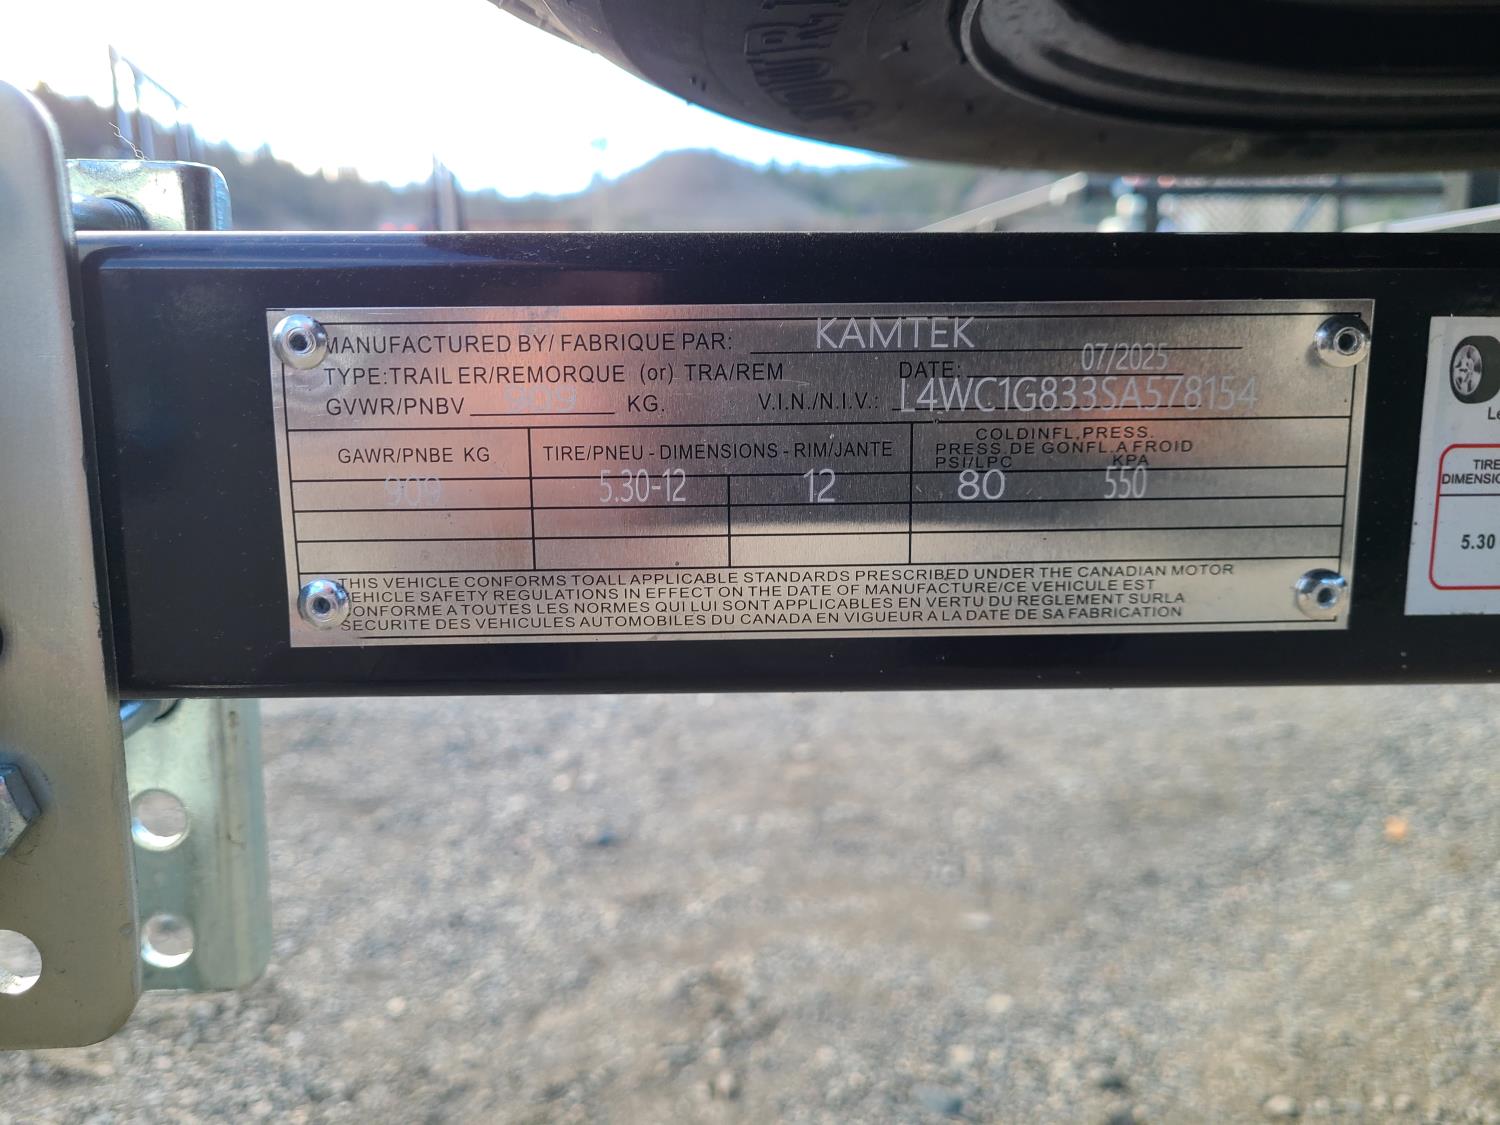 MANUFACTURED BY/ FABRIQUE PAR: KAMTEK
TYPE:TRAILER/REMORQUE (or) TRA/REM DATE: 07/2025
GVWR/PNBV 909 KG. V.I.N./N.I.V.: L4WC1G833SA578154
GAWR/PNBE KG TIRE/PNEU - DIMENSIONS - RIM/JANTE COLDINFL,PRESS.
PRESS.DE GONFL.A FROID
PSI/LPC KPA
909 5.30-12 12 80 550
THIS VEHICLE CONFORMS TOALL APPLICABLE STANDARDS PRESCRIBED UNDER THE CANADIAN MOTOR
VEHICLE SAFETY REGULATIONS IN EFFECT ON THE DATE OF MANUFACTURE/CE VEHICULE EST
CONFORME A TOUTES LES NORMES QUI LUI SONT APPLICABLES EN VERTU DU REGLEMENT SURLA
SECURITE DES VEHICULES AUTOMOBILES DU CANADA EN VIGUEUR A LA DATE DE SA FABRICATION
TIRE
5.30